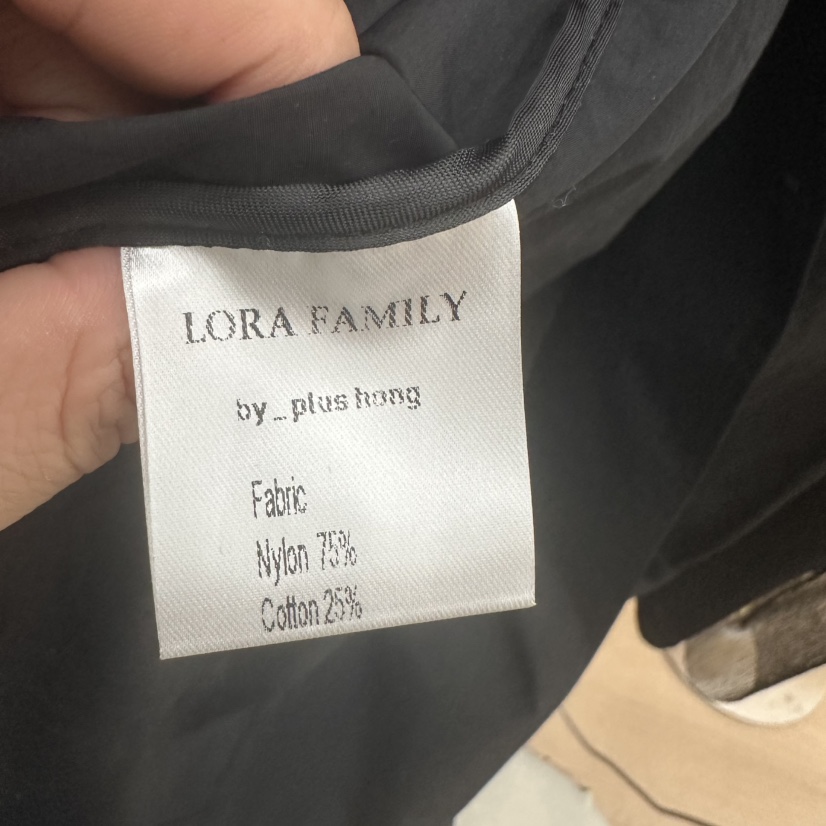 LORA FAMILY
by_plus hong
Fabric
Nylon 75%
Cotton 25%